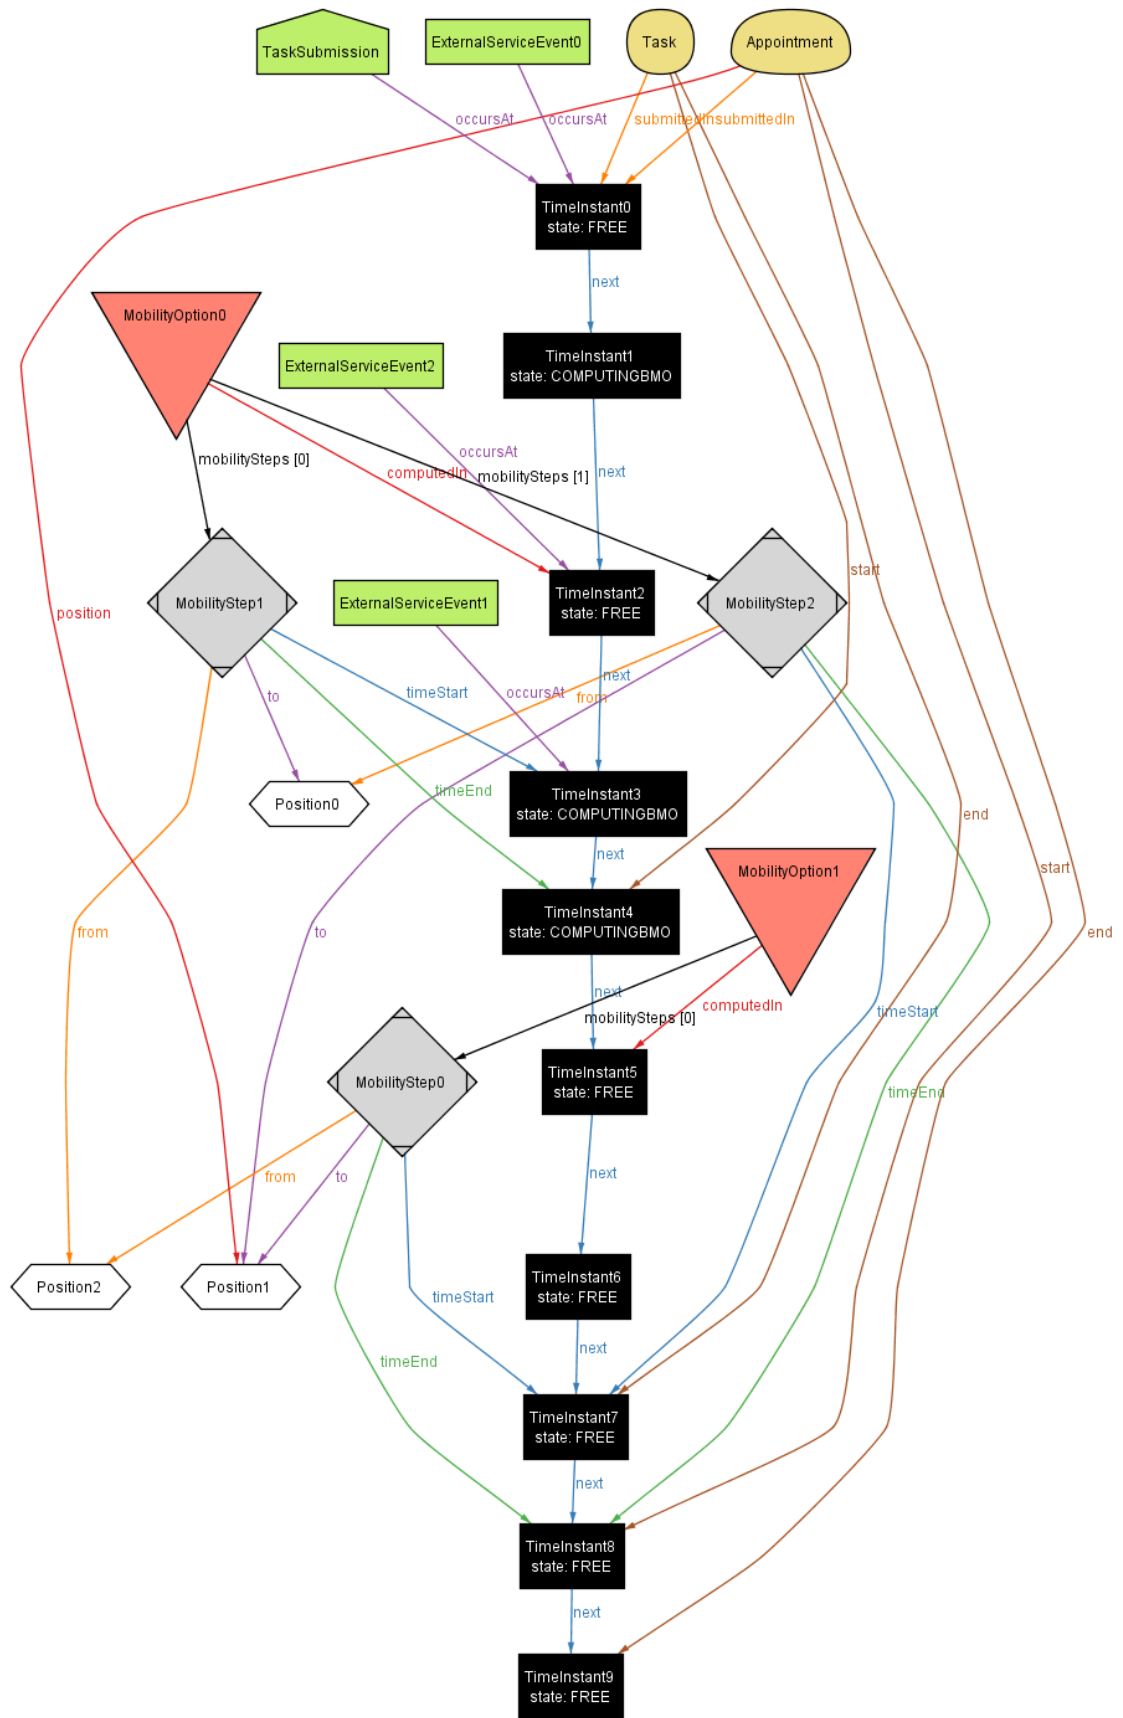 TaskSubmission
ExternalServiceEvent0
Task
Appointment
occursAt
occursAt
submittedIn
submittedIn
TimeInstant0
state: FREE
next
MobilityOption0
ExternalServiceEvent2
TimeInstant1
state: COMPUTINGBMO
occursAt
mobilitySteps [0]
computedIn
mobilitySteps [1]
next
start
MobilityStep1
ExternalServiceEvent1
TimeInstant2
state: FREE
MobilityStep2
position
next
to
timeStart
occursAt
from
Position0
timeEnd
TimeInstant3
state: COMPUTINGBMO
end
next
start
MobilityOption1
TimeInstant4
state: COMPUTINGBMO
from
to
end
next
computedIn
mobilitySteps [0]
timeStart
MobilityStep0
TimeInstant5
state: FREE
timeEnd
from
to
next
Position2
Position1
timeStart
TimeInstant6
state: FREE
next
timeEnd
TimeInstant7
state: FREE
next
TimeInstant8
state: FREE
next
TimeInstant9
state: FREE